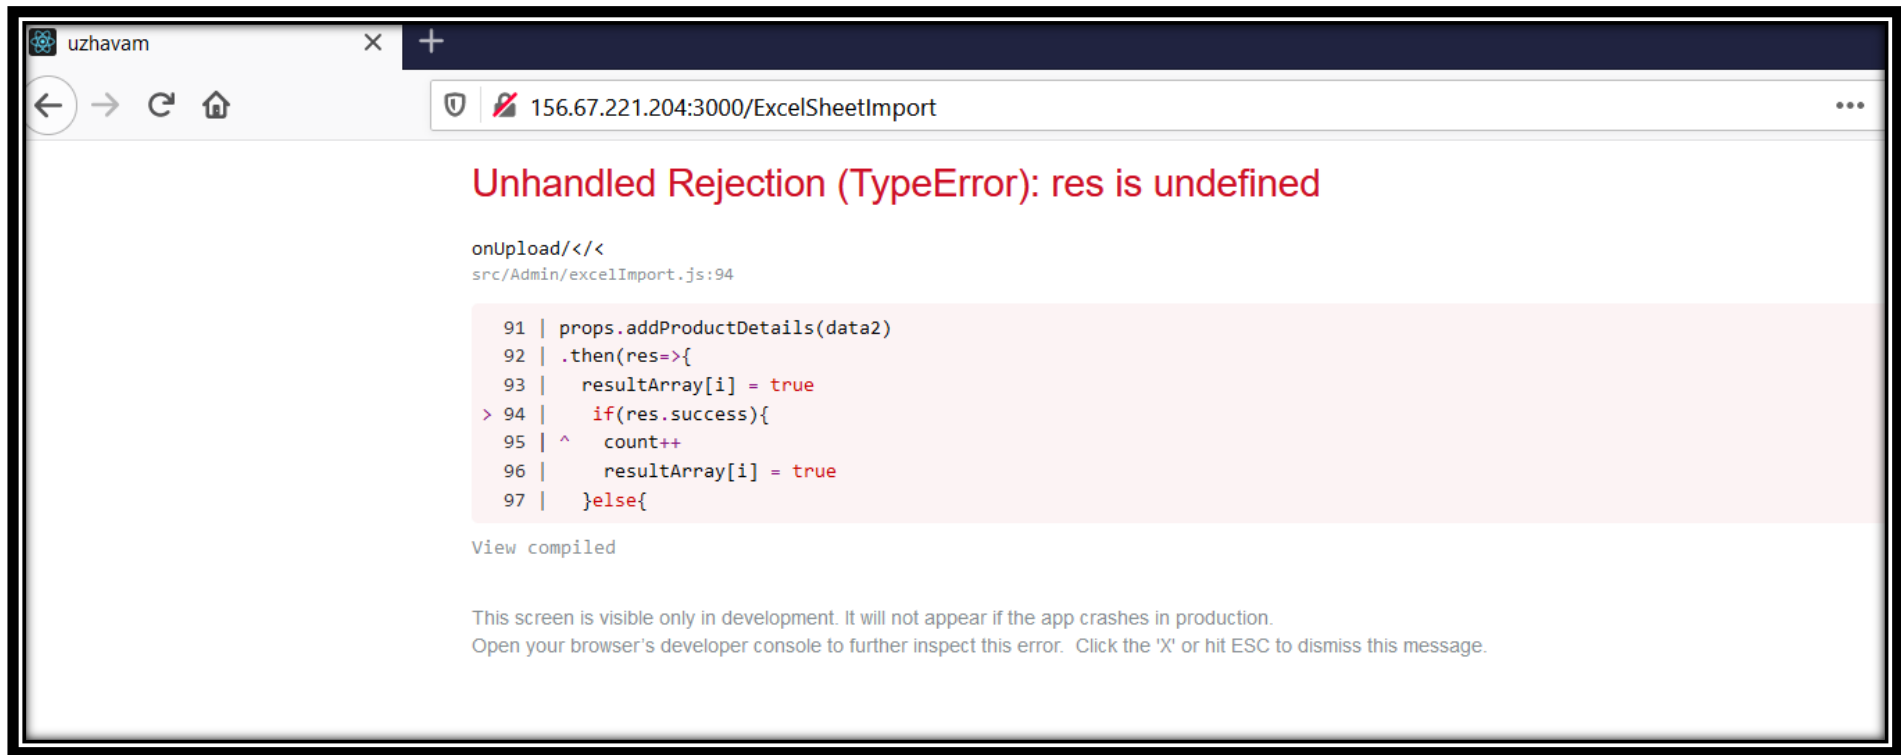 uzhavam
156.67.221.204:3000/ExcelSheetImport
Unhandled Rejection (TypeError): res is undefined
onUpload/</<
src/Admin/excelImport.js:94
91 | props.addProductDetails(data2)
92 | .then(res=>{
93 |   resultArray[i] = true
> 94 |    if(res.success){
95 | ^   count++
96 |     resultArray[i] = true
97 |   }else{
View compiled
This screen is visible only in development. It will not appear if the app crashes in production.
Open your browser’s developer console to further inspect this error.  Click the 'X' or hit ESC to dismiss this message.